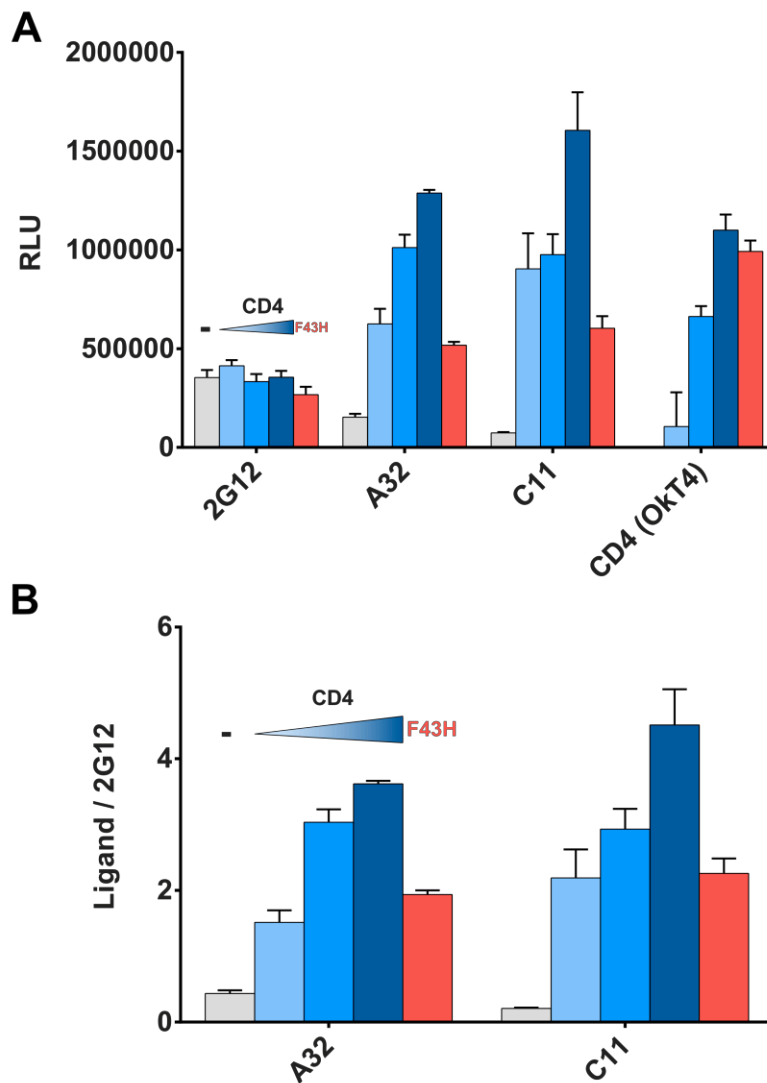 A
RLU
2000000
1500000
1000000
500000
0
CD4
- F43H
2G12
A32
C11
CD4 (OkT4)
B
Ligand / 2G12
6
4
2
0
CD4
- F43H
A32
C11